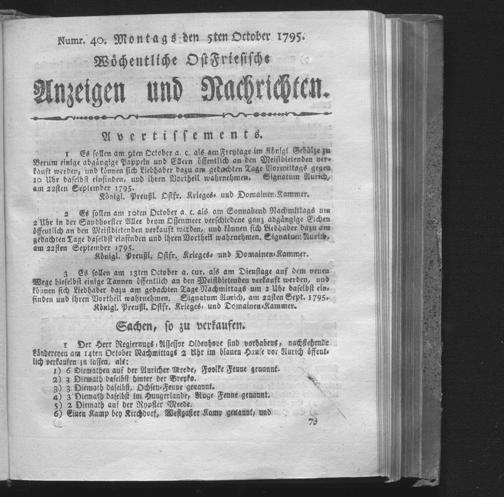 Numr. 40. Montags den 5ten October 1795.
Wöchentliche OstFriesische
Anzeigen und Nachrichten.
Avertissements.
1 Es sollen am 9ten October a. c. als am Freytage im Königl. Gehölze zu
Berum einige abgängige Pappeln und Ellern öffentlich an den Meistbietenden ver-
kauft werden, und können sich Liebhaber dazu am gedachten Tage Vormittags gegen
10 Uhr daselbst einfinden, und ihren Vortheil wahrnehmen. Signatum Aurich,
am 22sten September 1795.
Königl. Preußl. Ostfr. Krieges- und Domainen-Kammer.
2 Es sollen am 10ten October a. c. als am Sonnabend Nachmittags um
2 Uhr in der Sandhorster Allee beym Ostermeer verschiedene ganz abgängige Eichen
öffentlich an den Meistbietenden verkauft werden, und können sich Liebhaber dazu am
gedachten Tage daselbst einfinden und ihren Vortheil wahrnehmen. Signatum Aurich,
am 22sten September 1795.
Königl. Preußl. Ostfr. Krieges- und Domainen-Kammer.
3 Es sollen am 13ten October a. cur. als am Dienstage auf dem neuen
Wege hieselbst einige Tannen öffentlich an den Meistbietenden verkauft werden, und
können sich Liebhaber dazu am gedachten Tage Nachmittags um 2 Uhr daselbst ein-
finden und ihren Vortheil wahrnehmen. Signatum Aurich, am 22sten Sept. 1795.
Königl. Preußl. Ostfr. Krieges- und Domainen-Kammer.
Sachen, so zu verkaufen.
1 Der Herr Regierungs-Assessor Oldenhove sind vorhabens, nachstehende
Ländereyen am 14ten October Nachmittags 2 Uhr im blauen Hause vor Aurich öffent-
lich verkaufen zu lassen, als:
1) 6 Diemathen auf der Auricher Meede, Foolke Fenne genannt.
2) 3 Diemath daselbst hinter der
3) 3 Diemath daselbst, Ochsen-Fenne genannt.
4) 3 Diemath daselbst im Hungerlande, Ruge Fenne genannt.
5) 2 Diemath auf der Meede.
6) Einen Kamp bey Kirchdorf, Westgaster Kamp genannt, und